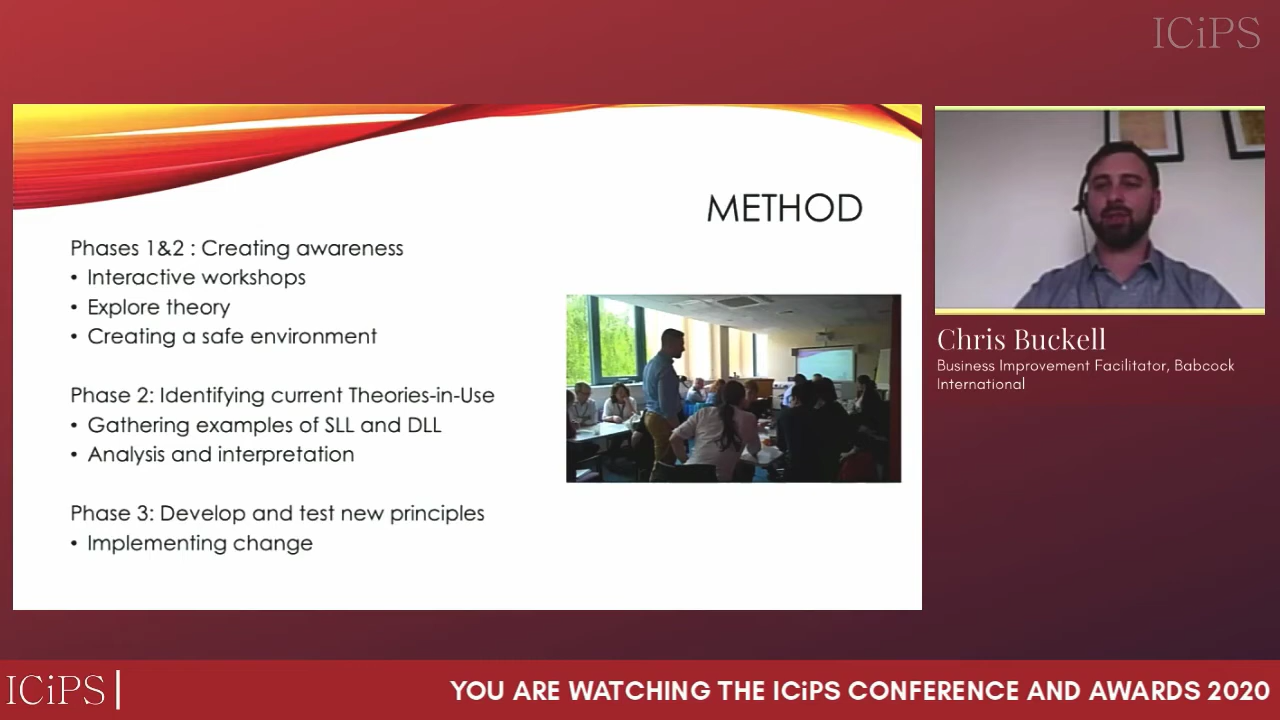 ICiPS
METHOD
Phases 1&2 : Creating awareness
• Interactive workshops
• Explore theory
• Creating a safe environment
Phase 2: Identifying current Theories-in-Use
• Gathering examples of SLL and DLL
• Analysis and interpretation
Phase 3: Develop and test new principles
• Implementing change
Chris Buckell
Business Improvement Facilitator, Babcock
International
ICiPS
YOU ARE WATCHING THE ICiPS CONFERENCE AND AWARDS 2020